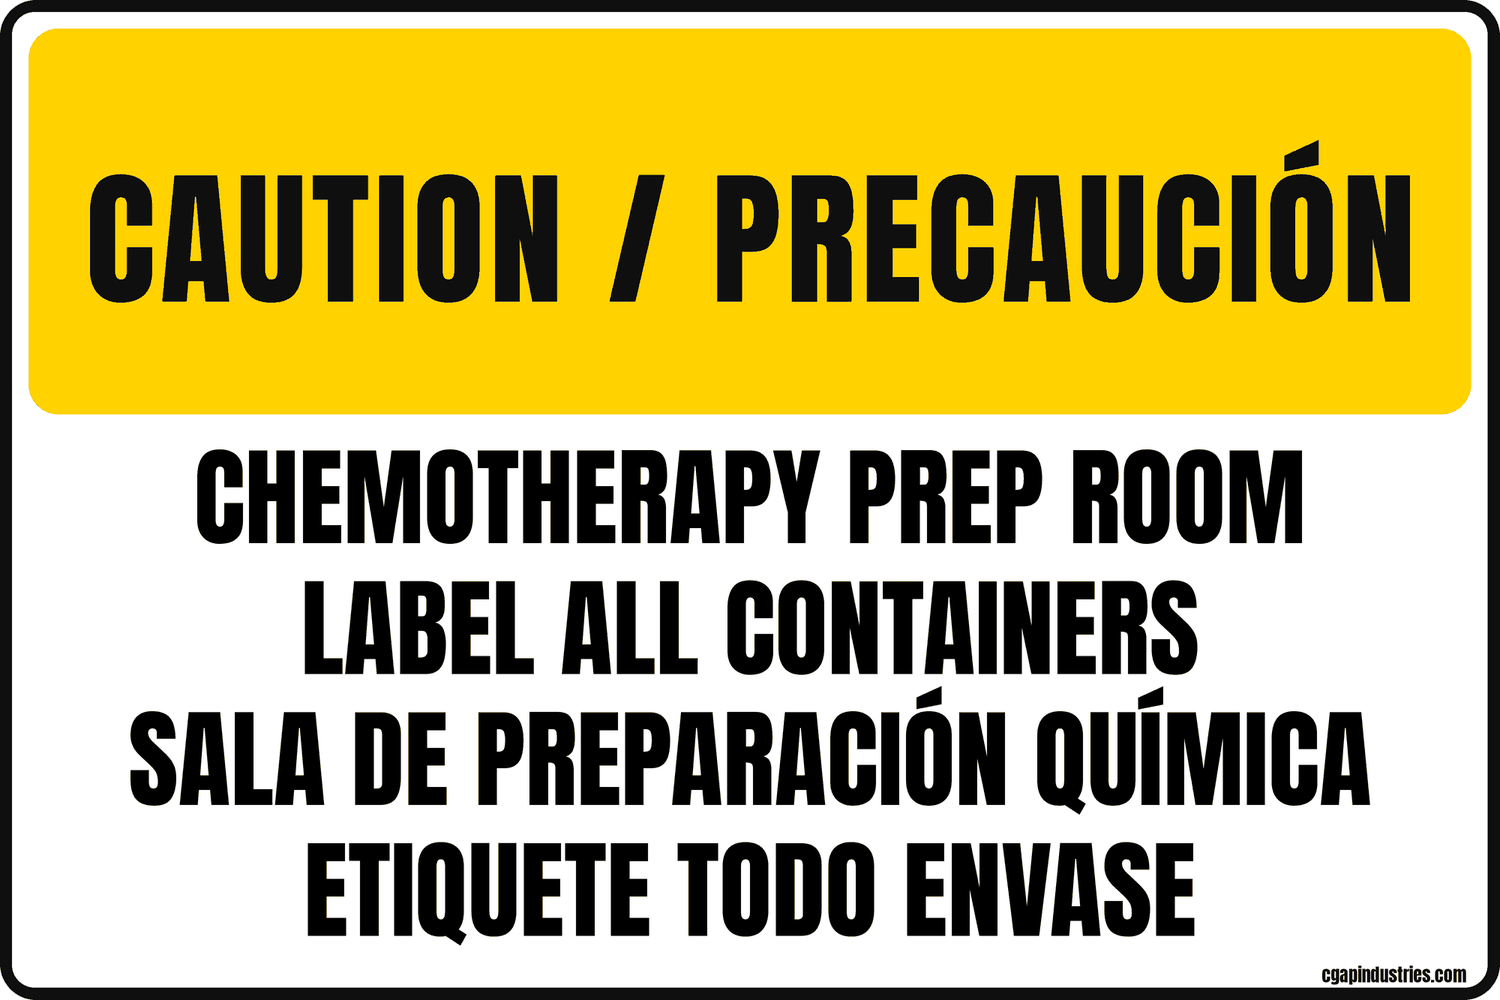 CAUTION / PRECAUCIÓN
CHEMOTHERAPY PREP ROOM
LABEL ALL CONTAINERS
SALA DE PREPARACIÓN QUÍMICA
ETIQUETE TODO ENVASE
cgapindustries.com